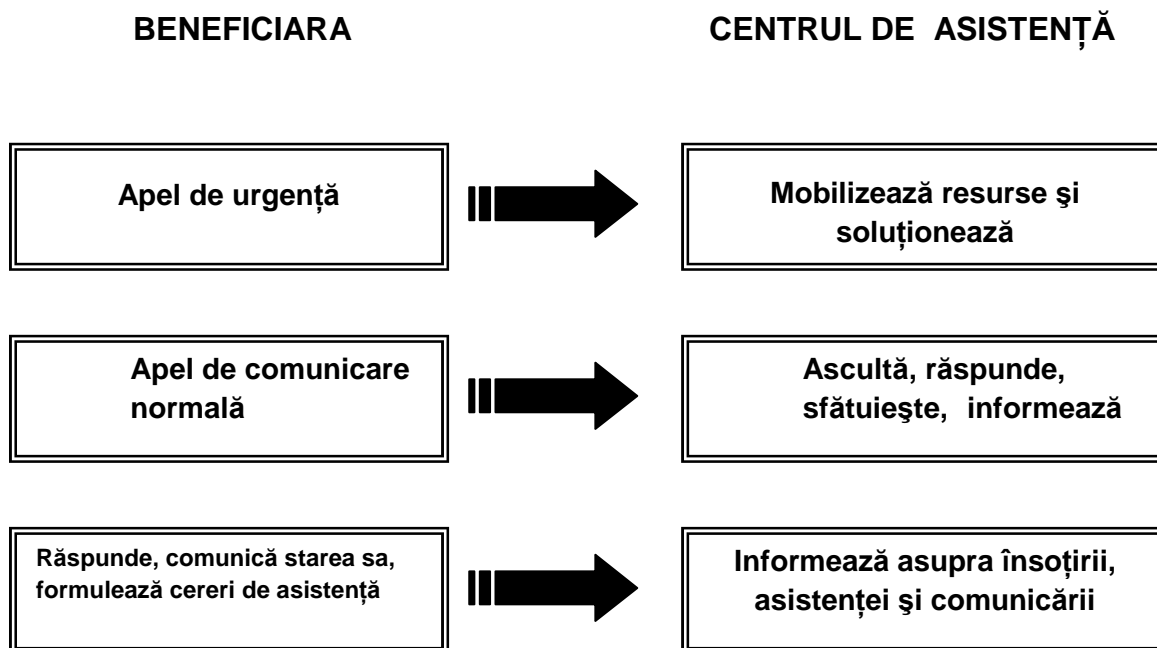 BENEFICIARA
CENTRUL DE ASISTENȚĂ
Apel de urgență
Mobilizează resurse şi
soluționează
Apel de comunicare
normală
Ascultă, răspunde,
sfătuieşte, informează
Răspunde, comunică starea sa,
formulează cereri de asistență
Informează asupra însoțirii,
asistenței şi comunicării